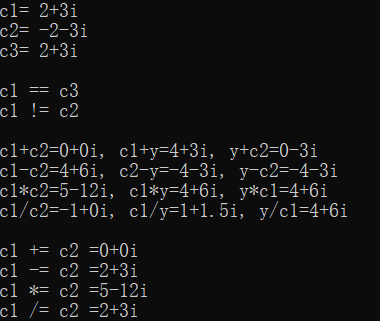 c1= 2+3i
c2= -2-3i
c3= 2+3i
c1 == c3
c1 != c2
c1+c2=0+0i, c1+y=4+3i, y+c2=0-3i
c1-c2=4+6i, c2-y=-4-3i, y-c2=-4-3i
c1*c2=5-12i, c1*y=4+6i, y*c1=4+6i
c1/c2=-1+0i, c1/y=1+1.5i, y/c1=4+6i
c1 += c2 =0+0i
c1 -= c2 =2+3i
c1 *= c2 =5-12i
c1 /= c2 =2+3i